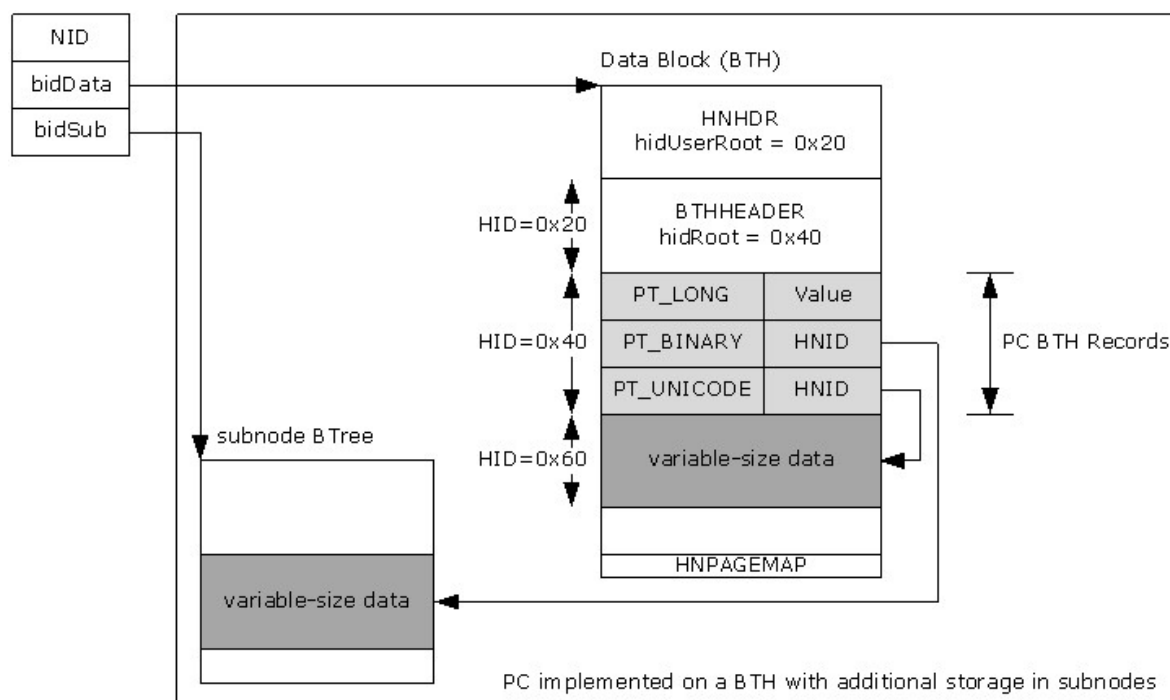 NID
bidData
bidSub
Data Block (BTH)
HNHDR
hidUserRoot = 0x20
HID=0x20
BTHHEADER
hidRoot = 0x40
HID=0x40
PT_LONG
Value
PT_BINARY
HNID
PT_UNICODE
HNID
PC BTH Records
HID=0x60
variable-size data
HNPAGEMAP
subnode BTree
variable-size data
PC implemented on a BTH with additional storage in subnodes